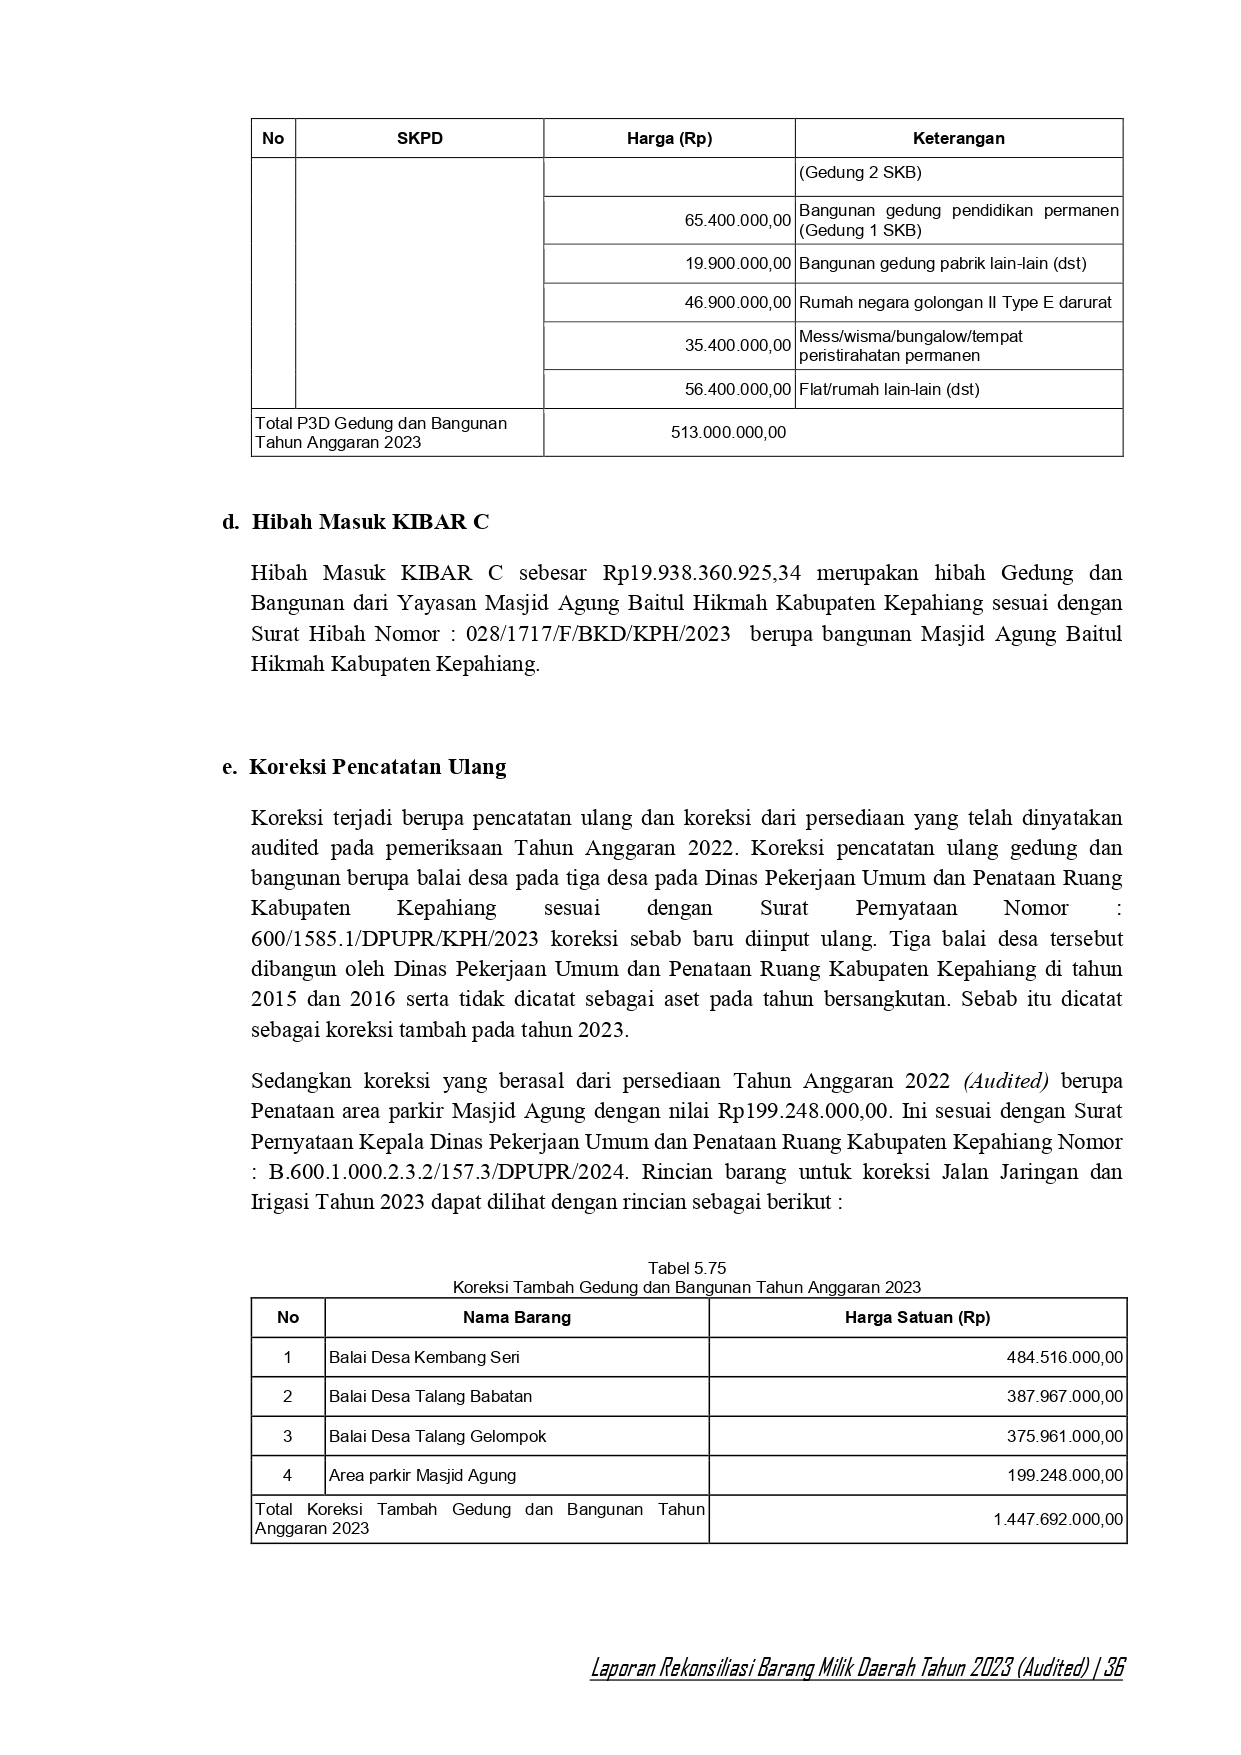 No SKPD Harga (Rp) Keterangan
(Gedung 2 SKB)
65.400.000,00 Bangunan gedung pendidikan permanen
(Gedung 1 SKB)
19.900.000,00 Bangunan gedung pabrik lain-lain (dst)
46.900.000,00 Rumah negara golongan II Type E darurat
35.400.000,00 Mess/wisma/bungalow/tempat
peristirahatan permanen
56.400.000,00 Flat/rumah lain-lain (dst)
Total P3D Gedung dan Bangunan
Tahun Anggaran 2023 513.000.000,00
d. Hibah Masuk KIBAR C
Hibah Masuk KIBAR C sebesar Rp19.938.360.925,34 merupakan hibah Gedung dan
Bangunan dari Yayasan Masjid Agung Baitul Hikmah Kabupaten Kepahiang sesuai dengan
Surat Hibah Nomor : 028/1717/F/BKD/KPH/2023 berupa bangunan Masjid Agung Baitul
Hikmah Kabupaten Kepahiang.
e. Koreksi Pencatatan Ulang
Koreksi terjadi berupa pencatatan ulang dan koreksi dari persediaan yang telah dinyatakan
audited pada pemeriksaan Tahun Anggaran 2022. Koreksi pencatatan ulang gedung dan
bangunan berupa balai desa pada tiga desa pada Dinas Pekerjaan Umum dan Penataan Ruang
Kabupaten Kepahiang sesuai dengan Surat Pernyataan Nomor :
600/1585.1/DPUPR/KPH/2023 koreksi sebab baru diinput ulang. Tiga balai desa tersebut
dibangun oleh Dinas Pekerjaan Umum dan Penataan Ruang Kabupaten Kepahiang di tahun
2015 dan 2016 serta tidak dicatat sebagai aset pada tahun bersangkutan. Sebab itu dicatat
sebagai koreksi tambah pada tahun 2023.
Sedangkan koreksi yang berasal dari persediaan Tahun Anggaran 2022 (Audited) berupa
Penataan area parkir Masjid Agung dengan nilai Rp199.248.000,00. Ini sesuai dengan Surat
Pernyataan Kepala Dinas Pekerjaan Umum dan Penataan Ruang Kabupaten Kepahiang Nomor
: B.600.1.000.2.3.2/157.3/DPUPR/2024. Rincian barang untuk koreksi Jalan Jaringan dan
Irigasi Tahun 2023 dapat dilihat dengan rincian sebagai berikut :
Tabel 5.75
Koreksi Tambah Gedung dan Bangunan Tahun Anggaran 2023
No Nama Barang Harga Satuan (Rp)
1 Balai Desa Kembang Seri 484.516.000,00
2 Balai Desa Talang Babatan 387.967.000,00
3 Balai Desa Talang Gelompok 375.961.000,00
4 Area parkir Masjid Agung 199.248.000,00
Total Koreksi Tambah Gedung dan Bangunan Tahun
Anggaran 2023 1.447.692.000,00
Laporan Rekonsiliasi Barang Milik Daerah Tahun 2023 (Audited) | 36